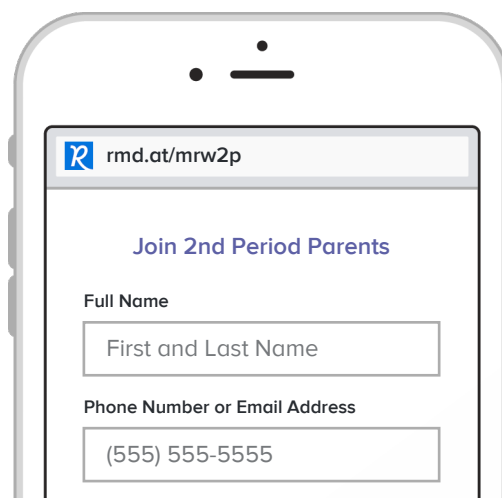 rmd.at/mrw2p
Join 2nd Period Parents
Full Name
First and Last Name
Phone Number or Email Address
(555) 555-5555